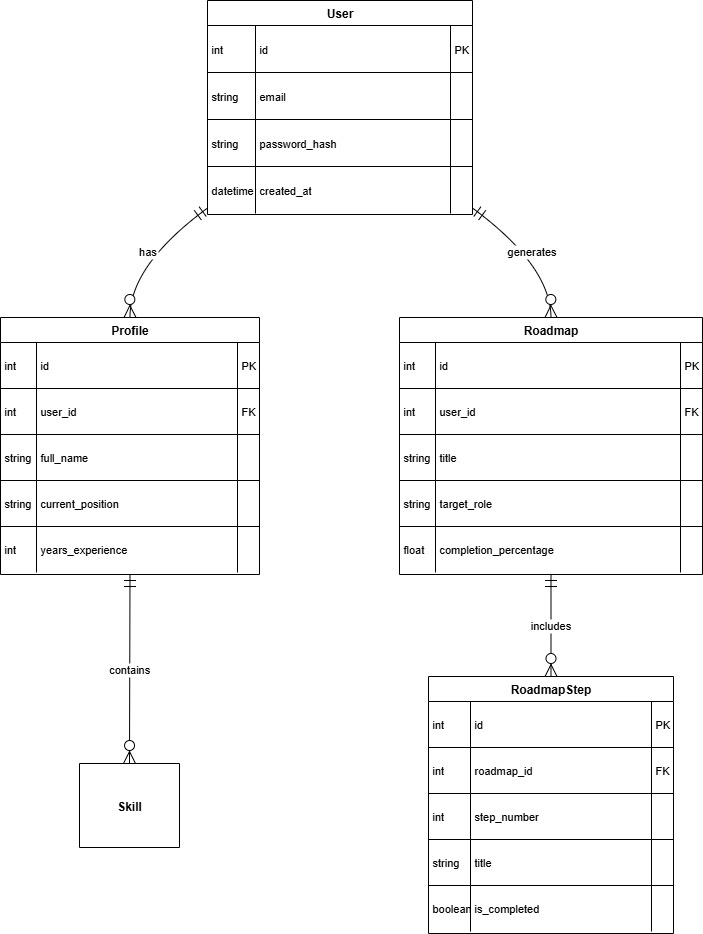 User
int id PK
string email
string password_hash
datetime created_at
has
generates
Profile
int id PK
int user_id FK
string full_name
string current_position
int years_experience
Roadmap
int id PK
int user_id FK
string title
string target_role
float completion_percentage
contains
includes
Skill
RoadmapStep
int id PK
int roadmap_id FK
int step_number
string title
boolean is_completed